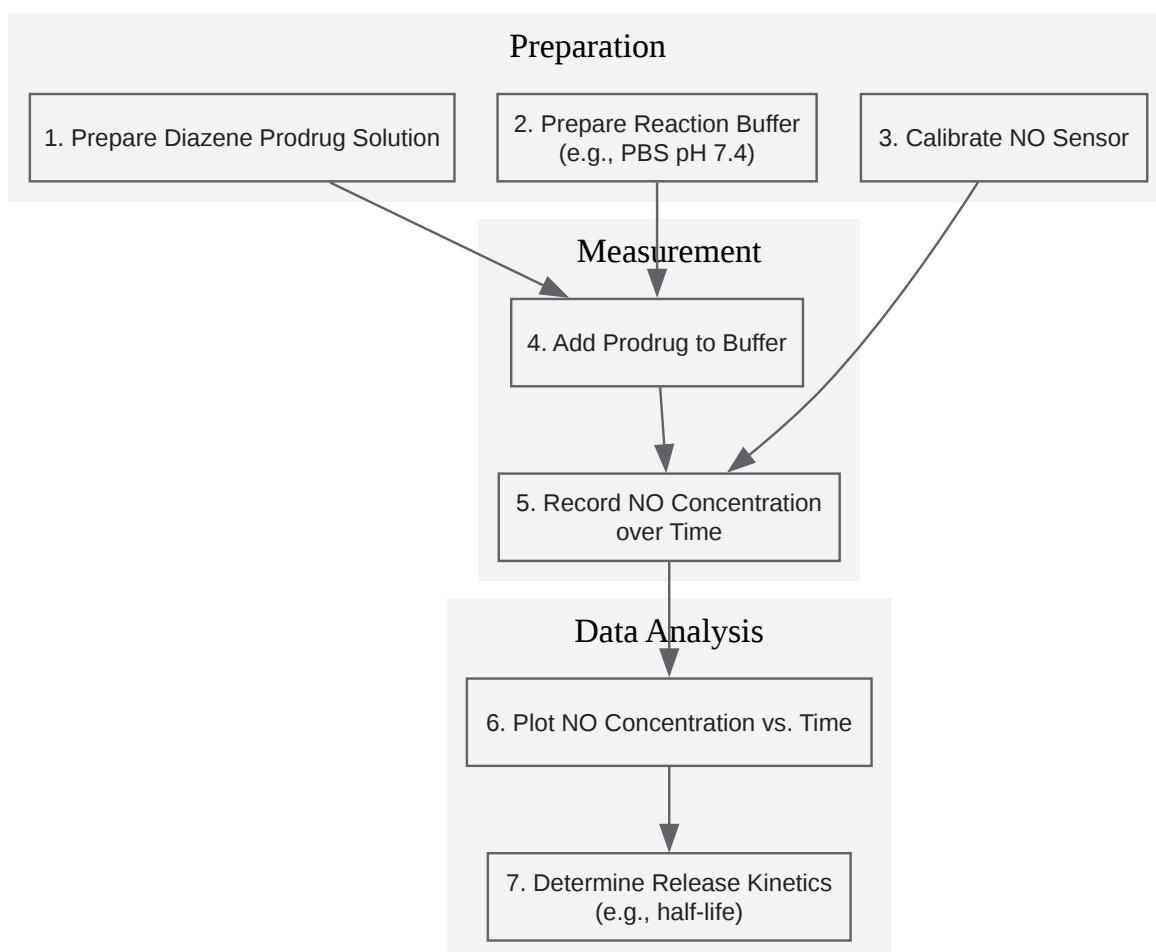 Preparation
1. Prepare Diazene Prodrug Solution
2. Prepare Reaction Buffer
(e.g., PBS pH 7.4)
3. Calibrate NO Sensor
Measurement
4. Add Prodrug to Buffer
5. Record NO Concentration
over Time
Data Analysis
6. Plot NO Concentration vs. Time
7. Determine Release Kinetics
(e.g., half-life)